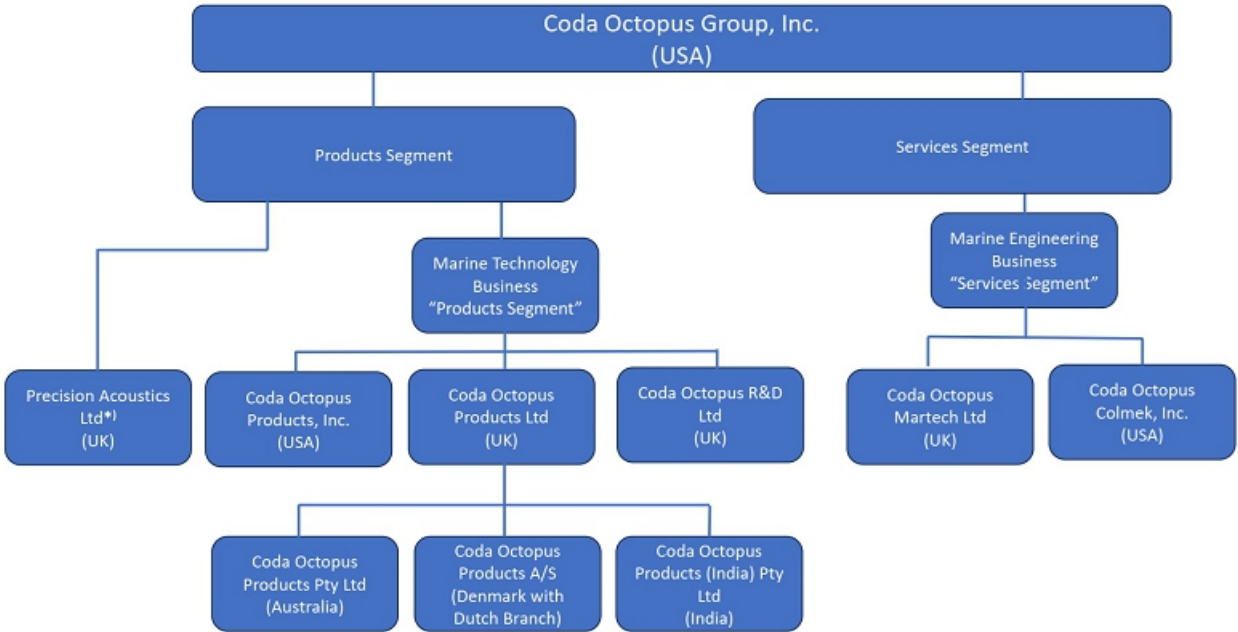 Coda Octopus Group, Inc.
(USA)
Products Segment
Services Segment
Marine Technology
Business
“Products Segment”
Marine Engineering
Business
“Services Segment”
Precision Acoustics
Ltd*)
(UK)
Coda Octopus
Products, Inc.
(USA)
Coda Octopus
Products Ltd
(UK)
Coda Octopus R&D
Ltd
(UK)
Coda Octopus
Martech Ltd
(UK)
Coda Octopus
Colmek, Inc.
(USA)
Coda Octopus
Products Pty Ltd
(Australia)
Coda Octopus
Products A/S
(Denmark with
Dutch Branch)
Coda Octopus
Products (India) Pty
Ltd
(India)